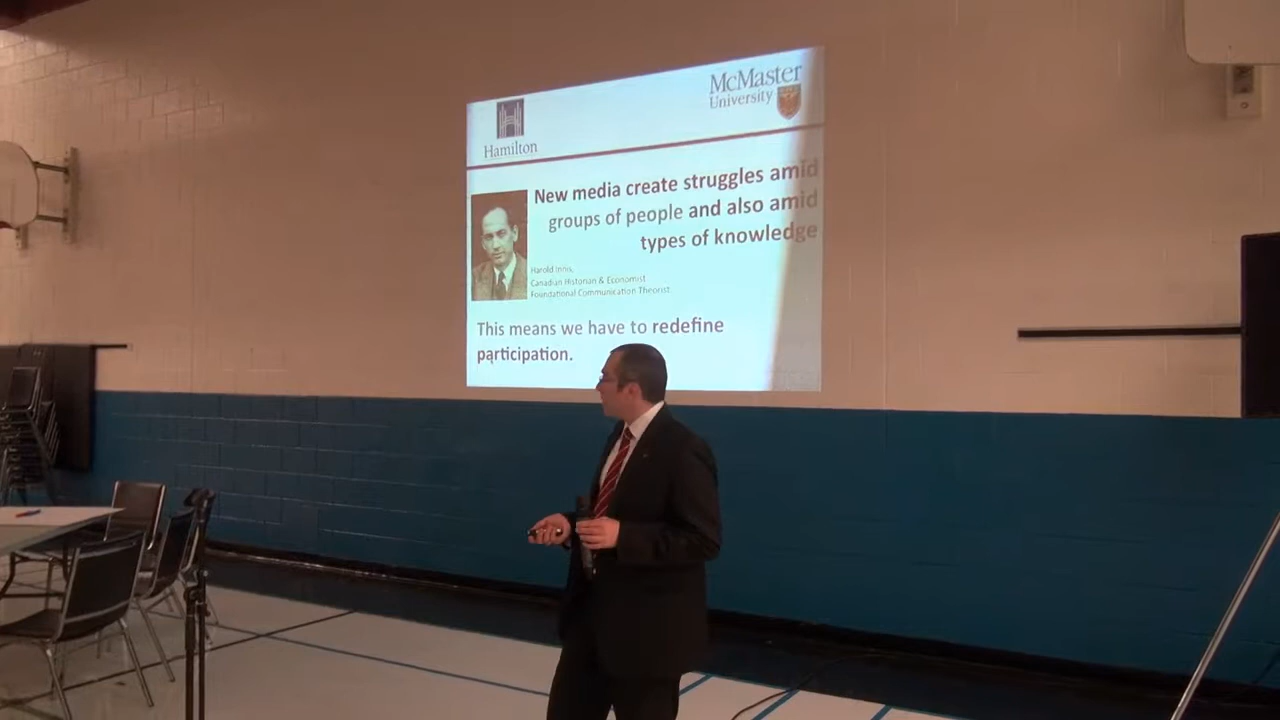 Hamilton
McMaster
University
New media create struggles amid
groups of people and also amid
types of knowledge
Harold Innis,
Canadian Historian & Economist
Foundational Communication Theorist
This means we have to redefine
participation.